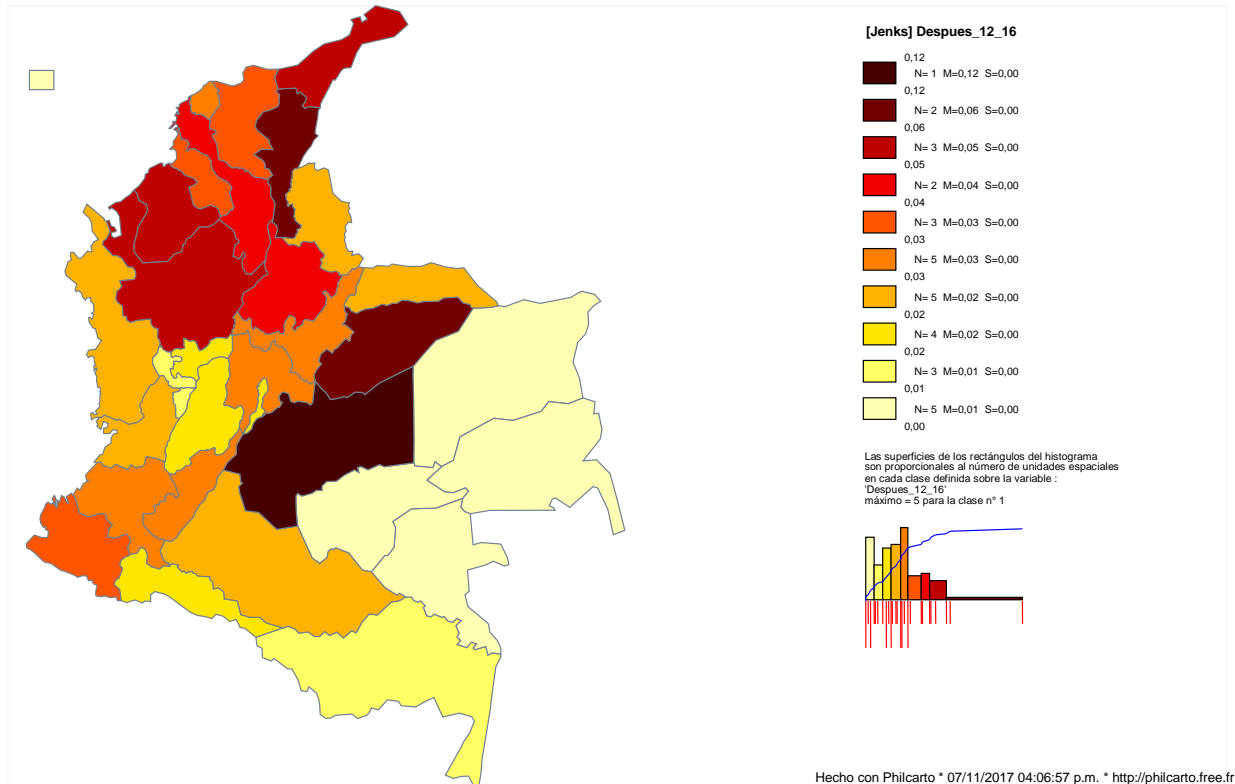 [Jenks] Despues_12_16
0,12
N= 1 M=0,12 S=0,00
0,12
N= 2 M=0,06 S=0,00
0,06
N= 3 M=0,05 S=0,00
0,05
N= 2 M=0,04 S=0,00
0,04
N= 3 M=0,03 S=0,00
0,03
N= 5 M=0,03 S=0,00
0,03
N= 5 M=0,02 S=0,00
0,02
N= 4 M=0,02 S=0,00
0,02
N= 3 M=0,01 S=0,00
0,01
N= 5 M=0,01 S=0,00
0,00
Las superficies de los rectángulos del histograma
son proporcionales al número de unidades espaciales
en cada clase definida sobre la variable :
'Despues_12_16'
máximo = 5 para la clase n° 1
Hecho con Philcarto * 07/11/2017 04:06:57 p.m. * http://philcarto.free.fr